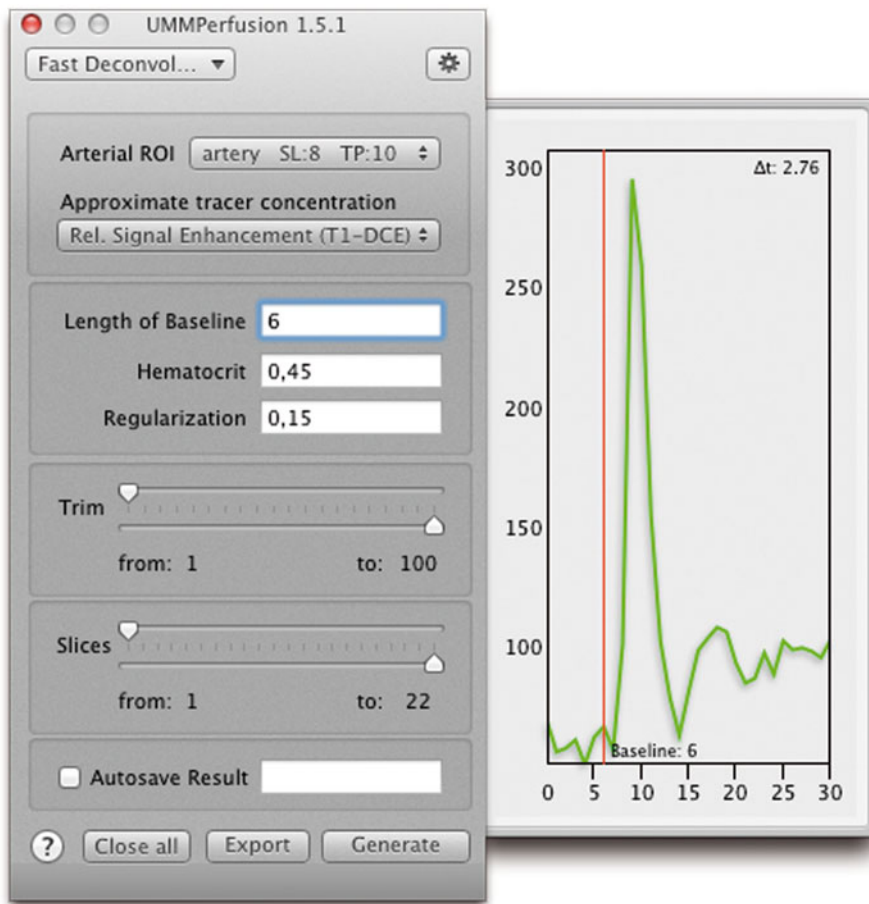 UMMPerfusion 1.5.1
Fast Deconvol...
Arterial ROI artery SL:8 TP:10
Approximate tracer concentration
Rel. Signal Enhancement (T1-DCE)
Length of Baseline 6
Hematocrit 0,45
Regularization 0,15
Trim
from: 1 to: 100
Slices
from: 1 to: 22
Autosave Result
? Close all Export Generate
Δt: 2.76
300
250
200
150
100
Baseline: 6
0 5 10 15 20 25 30